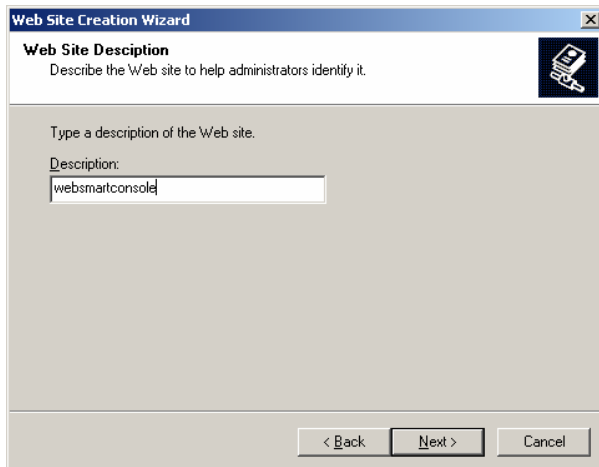 Web Site Creation Wizard
Web Site Desciption
Describe the Web site to help administrators identify it.
Type a description of the Web site.
Description:
websmartconsole
< Back
Next >
Cancel